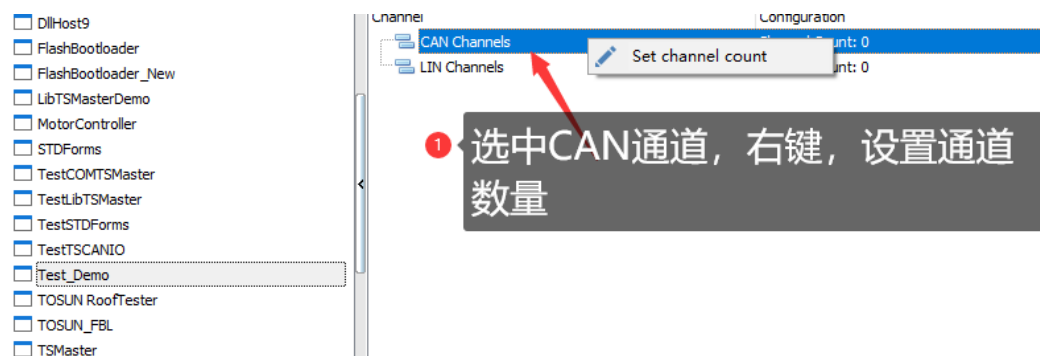 DllHost9
FlashBootloader
FlashBootloader_New
LibTSMasterDemo
MotorController
STDForms
TestCOMTSMaster
TestLibTSMaster
TestSTDForms
TestTSCANIO
Test_Demo
TOSUN RoofTester
TOSUN_FBL
TSMaster
Channel Configuration
CAN Channels unt: 0
LIN Channels unt: 0
Set channel count
1 选中CAN通道，右键，设置通道
数量